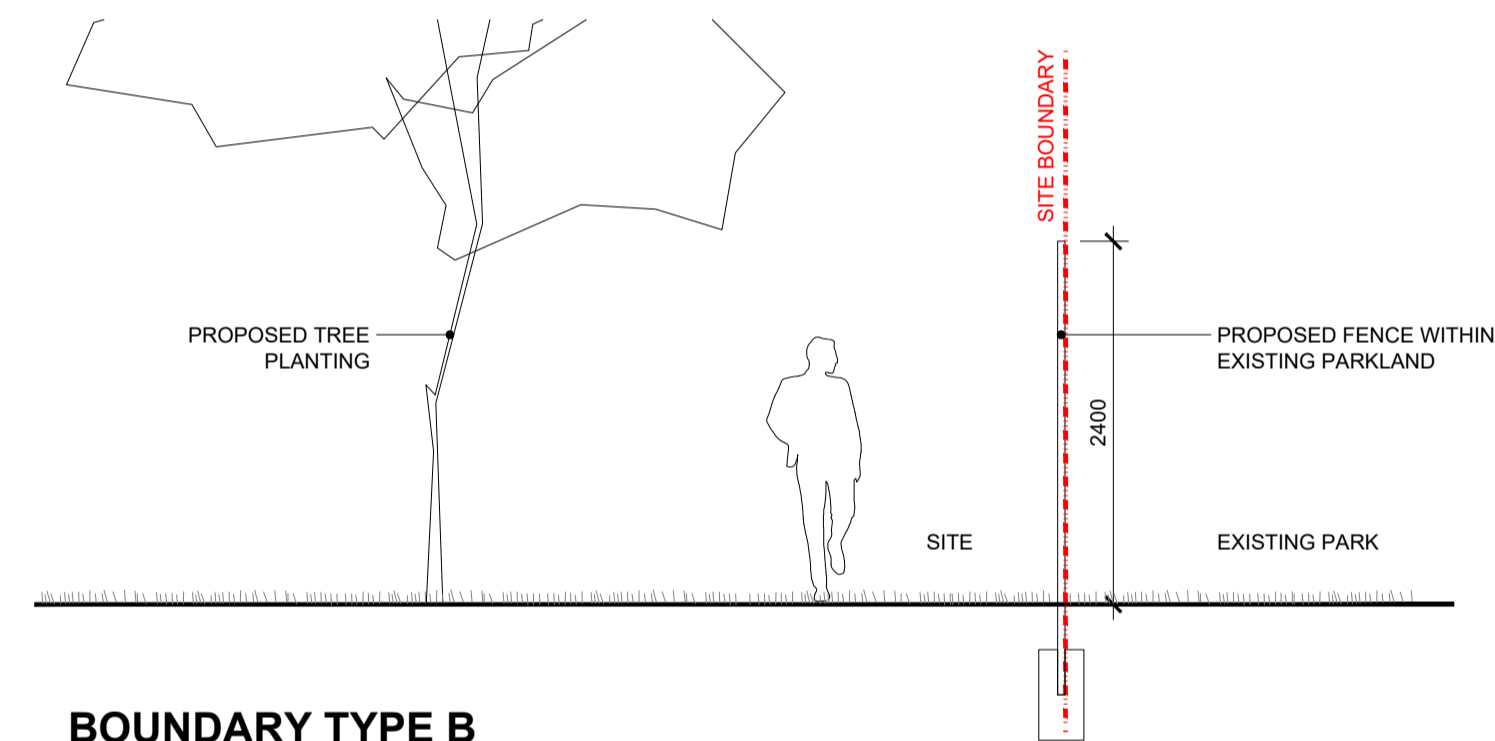 SITE BOUNDARY
PROPOSED TREE
PLANTING
PROPOSED FENCE WITHIN
EXISTING PARKLAND
2400
SITE
EXISTING PARK
BOUNDARY TYPE B